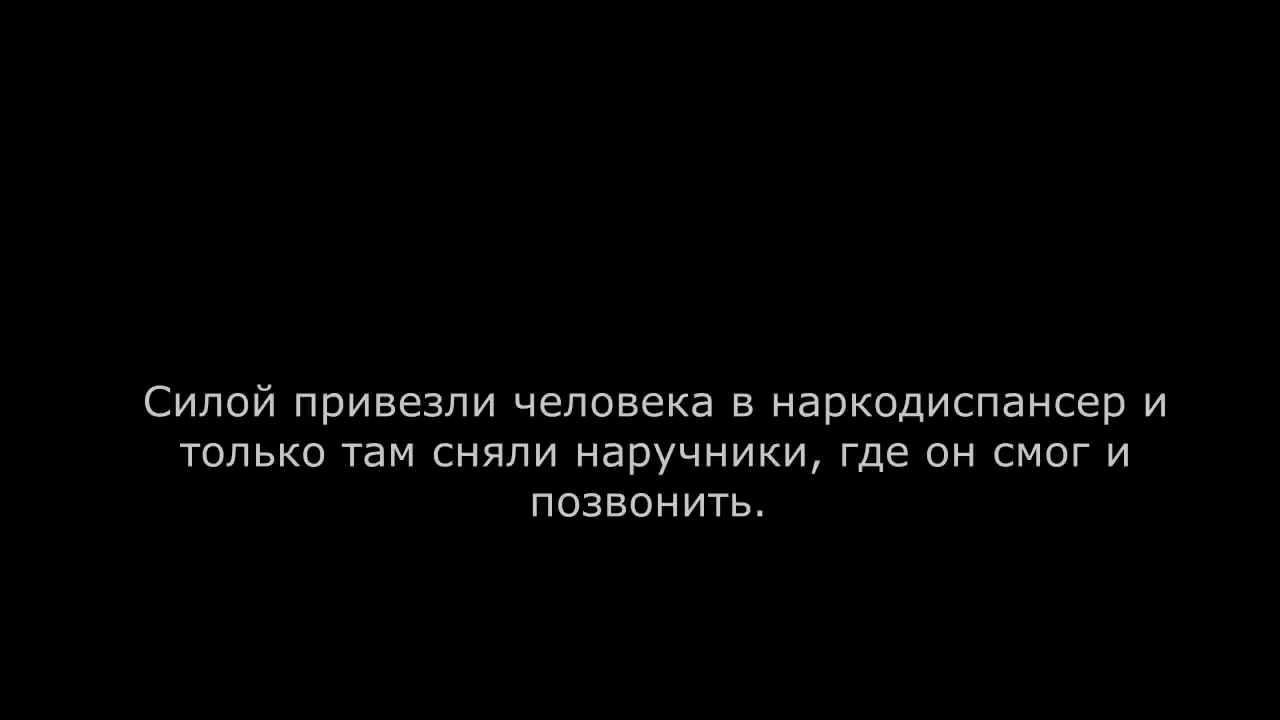 Силой привезли человека в наркодиспансер и
только там сняли наручники, где он смог и
позвонить.